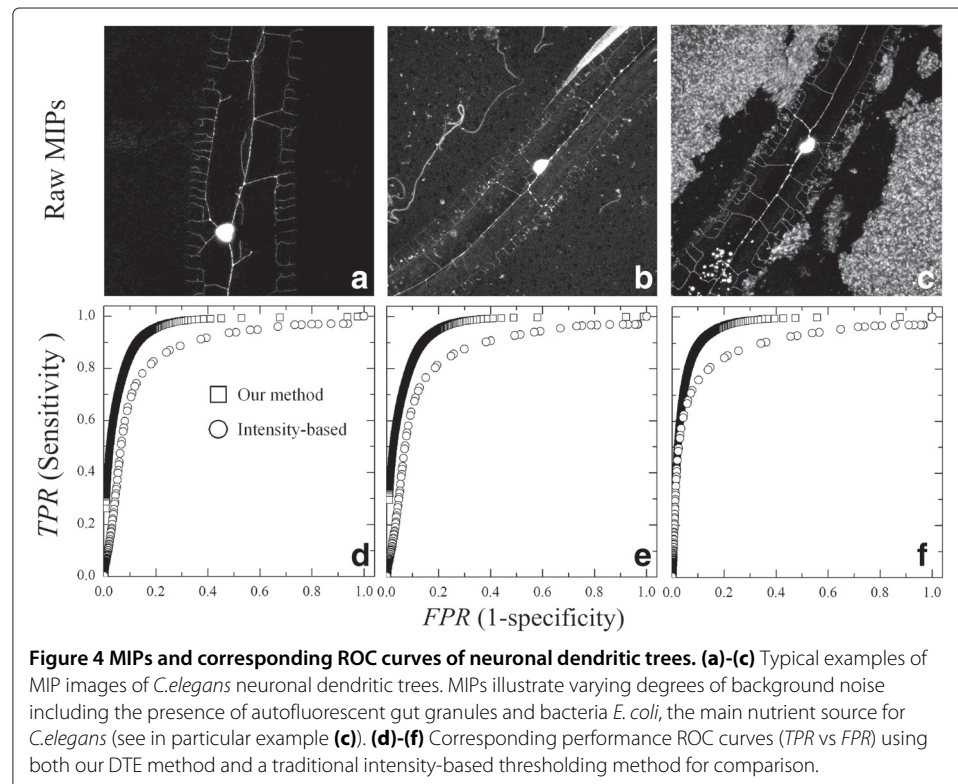 Raw MIPs
a
b
c
TPR (Sensitivity )
1.0
0.8
0.6
0.4
0.2
0.0
□ Our method
○ Intensity-based
d
e
f
0.0 0.2 0.4 0.6 0.8 1.0
0.0 0.2 0.4 0.6 0.8 1.0
0.0 0.2 0.4 0.6 0.8 1.0
FPR (1-specificity)
Figure 4 MIPs and corresponding ROC curves of neuronal dendritic trees. (a)-(c) Typical examples of
MIP images of C.elegans neuronal dendritic trees. MIPs illustrate varying degrees of background noise
including the presence of autofluorescent gut granules and bacteria E. coli, the main nutrient source for
C.elegans (see in particular example (c)). (d)-(f) Corresponding performance ROC curves (TPR vs FPR) using
both our DTE method and a traditional intensity-based thresholding method for comparison.